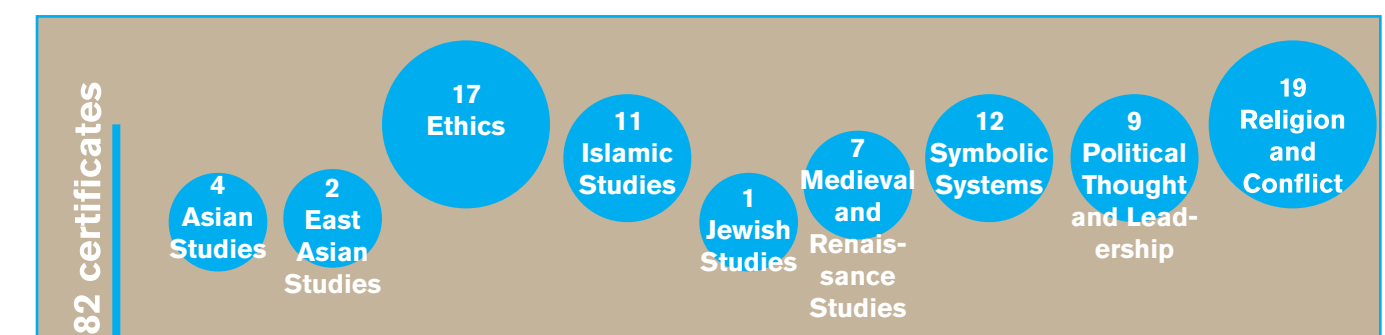 82 certificates
4
Asian
Studies
2
East
Asian
Studies
17
Ethics
11
Islamic
Studies
1
Jewish
Studies
7
Medieval
and
Renais-
sance
Studies
12
Symbolic
Systems
9
Political
Thought
and Lead-
ership
19
Religion
and
Conflict